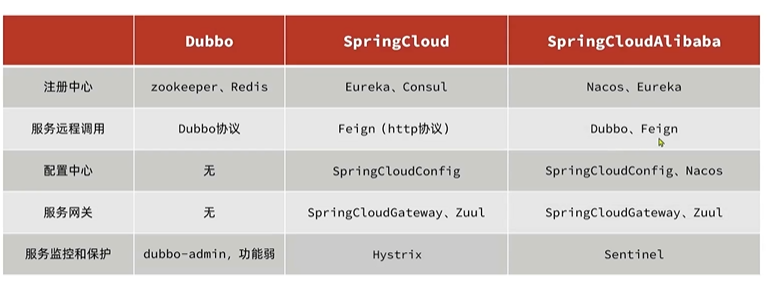 Dubbo SpringCloud SpringCloudAlibaba
注册中心 zookeeper、Redis Eureka、Consul Nacos、Eureka
服务远程调用 Dubbo协议 Feign（http协议） Dubbo、Feign
配置中心 无 SpringCloudConfig SpringCloudConfig、Nacos
服务网关 无 SpringCloudGateway、Zuul SpringCloudGateway、Zuul
服务监控和保护 dubbo-admin，功能弱 Hystrix Sentinel